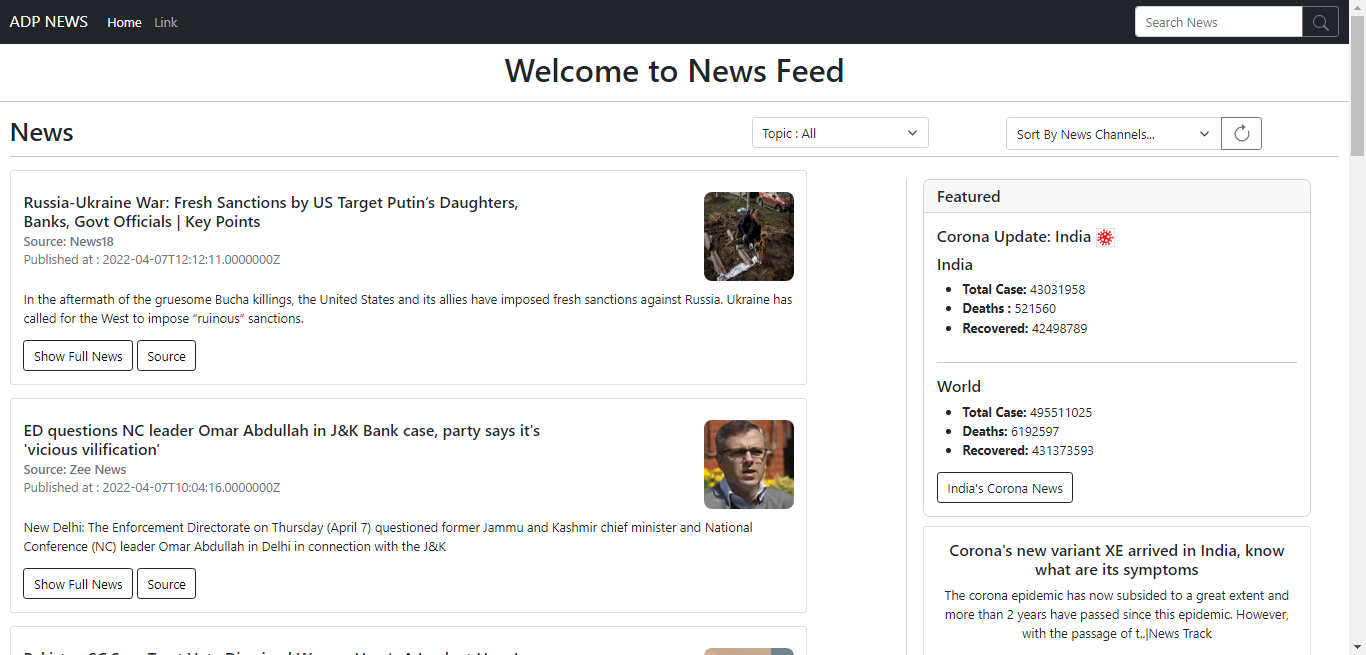 ADP NEWS Home Link Search News
Welcome to News Feed
News Topic : All Sort By News Channels...
Russia-Ukraine War: Fresh Sanctions by US Target Putin’s Daughters,
Banks, Govt Officials | Key Points
Source: News18
Published at : 2022-04-07T12:12:11.0000000Z
In the aftermath of the gruesome Bucha killings, the United States and its allies have imposed fresh sanctions against Russia. Ukraine has
called for the West to impose “ruinous” sanctions.
Show Full News Source
ED questions NC leader Omar Abdullah in J&K Bank case, party says it's
'vicious vilification'
Source: Zee News
Published at : 2022-04-07T10:04:16.0000000Z
New Delhi: The Enforcement Directorate on Thursday (April 7) questioned former Jammu and Kashmir chief minister and National
Conference (NC) leader Omar Abdullah in Delhi in connection with the J&K
Show Full News Source
Featured
Corona Update: India
India
Total Case: 43031958
Deaths : 521560
Recovered: 42498789
World
Total Case: 495511025
Deaths: 6192597
Recovered: 431373593
India's Corona News
Corona's new variant XE arrived in India, know
what are its symptoms
The corona epidemic has now subsided to a great extent and
more than 2 years have passed since this epidemic. However,
with the passage of t..|News Track